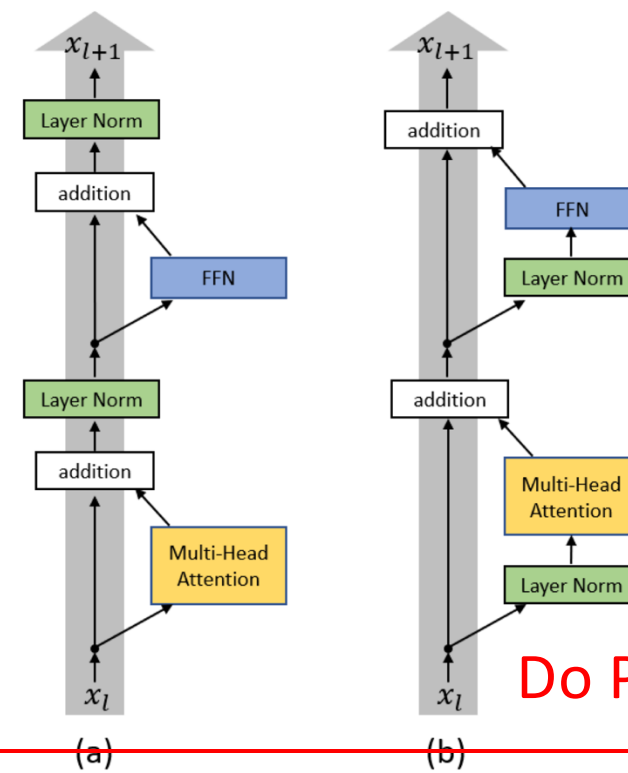 x_{l+1}
Layer Norm
addition
FFN
Layer Norm
addition
Multi-Head
Attention
x_l
(a)
x_{l+1}
addition
FFN
Layer Norm
addition
Multi-Head
Attention
Layer Norm
x_l
(b)
Do P